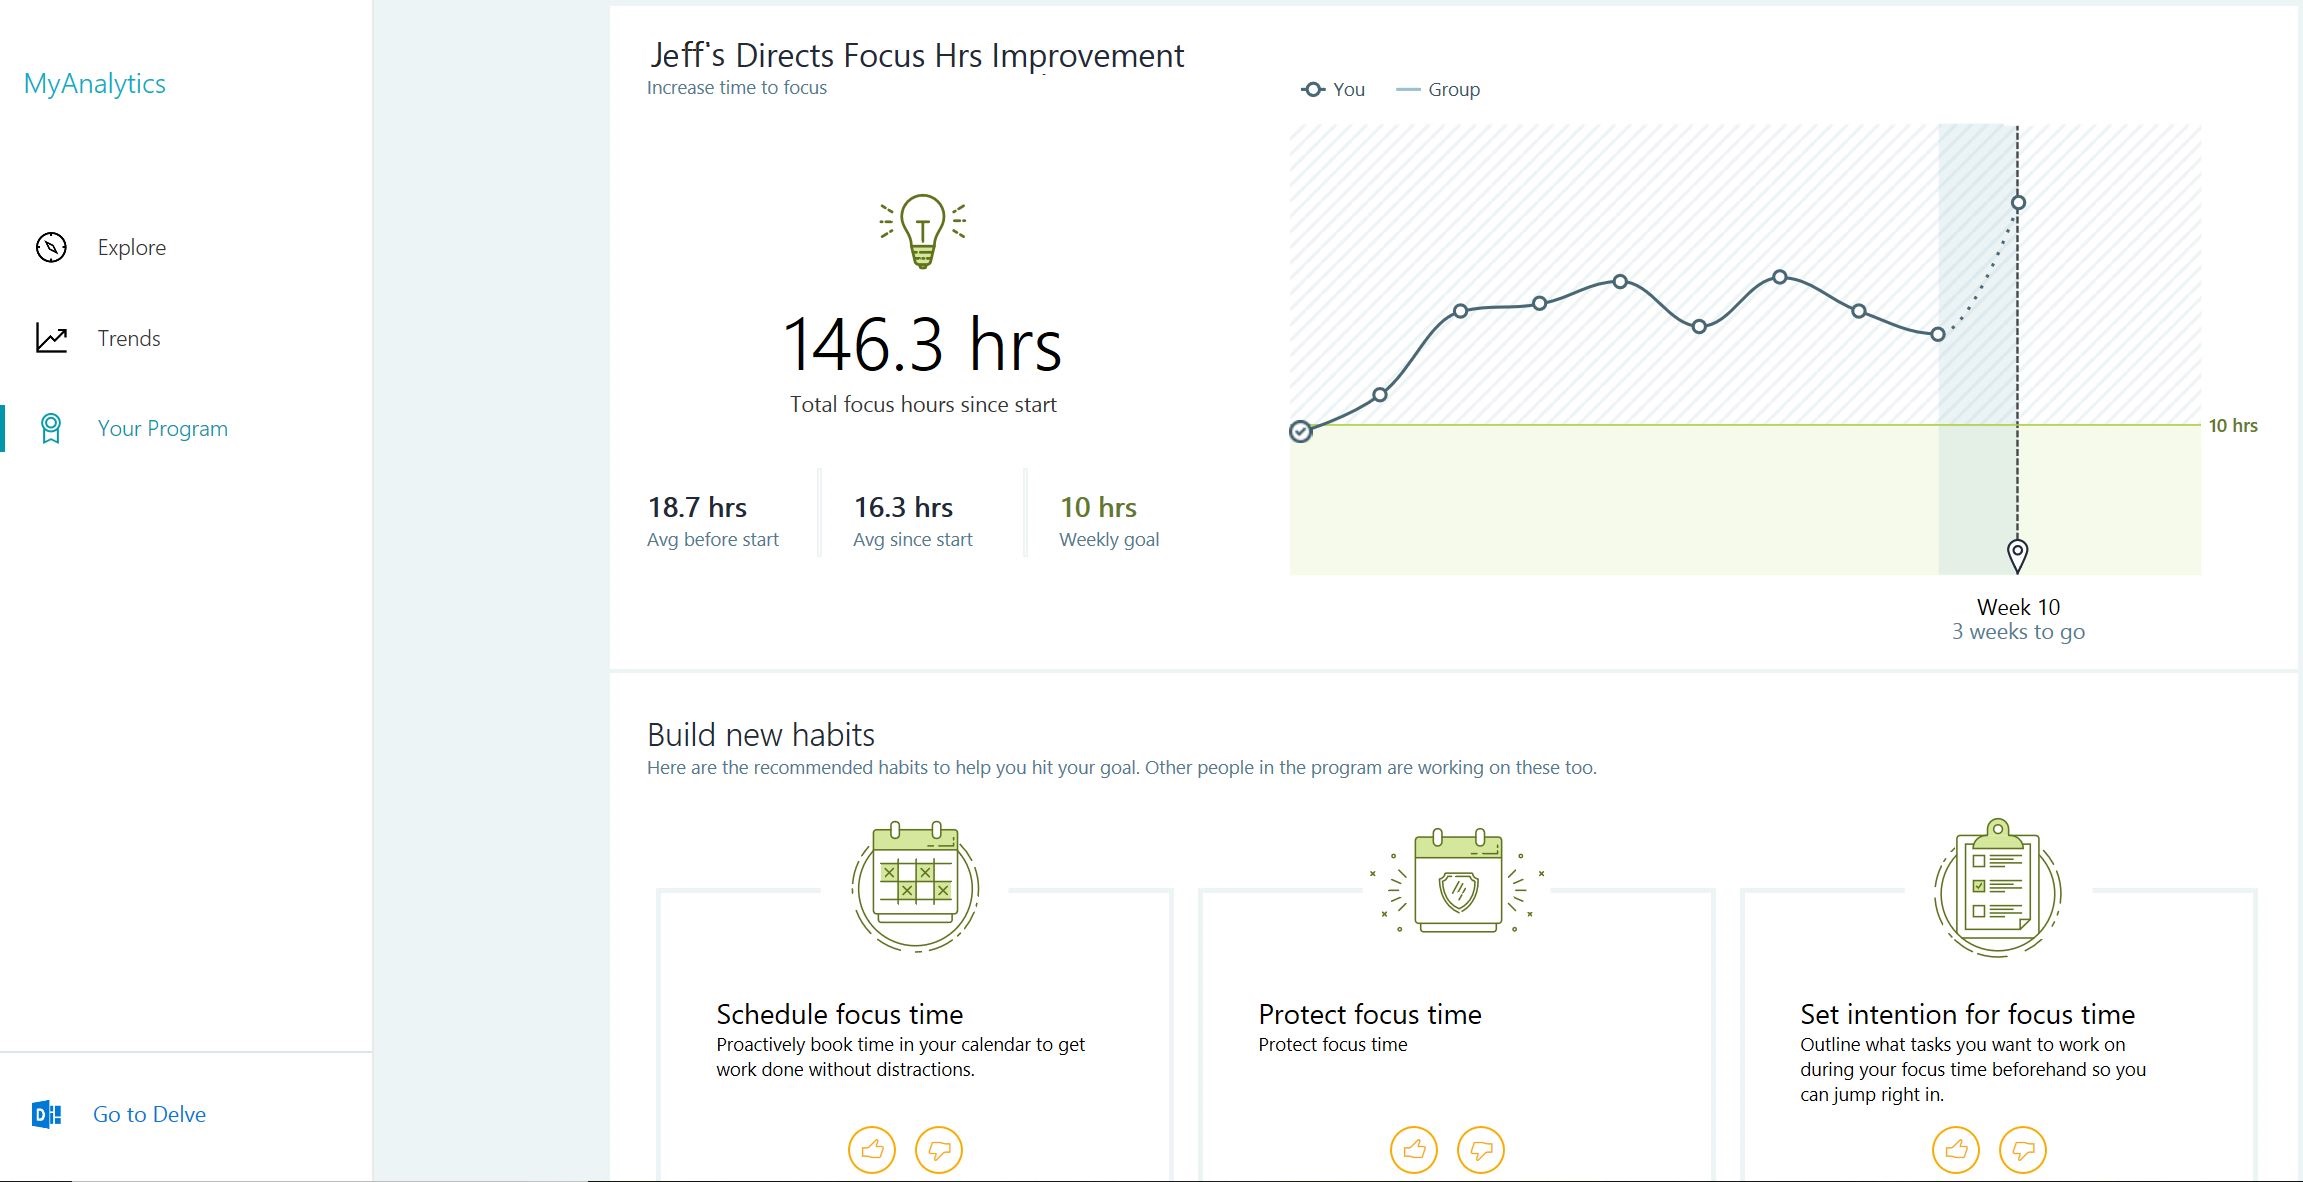 MyAnalytics
Explore
Trends
Your Program
Go to Delve
Jeff's Directs Focus Hrs Improvement
Increase time to focus
146.3 hrs
Total focus hours since start
18.7 hrs
Avg before start
16.3 hrs
Avg since start
10 hrs
Weekly goal
You
Group
10 hrs
Week 10
3 weeks to go
Build new habits
Here are the recommended habits to help you hit your goal. Other people in the program are working on these too.
Schedule focus time
Proactively book time in your calendar to get
work done without distractions.
Protect focus time
Protect focus time
Set intention for focus time
Outline what tasks you want to work on
during your focus time beforehand so you
can jump right in.